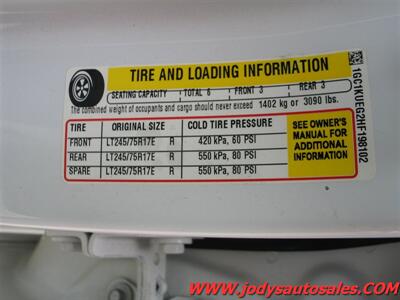 TIRE AND LOADING INFORMATION
SEATING CAPACITY TOTAL 6 FRONT 3 REAR 3
The combined weight of occupants and cargo should never exceed 1402 kg or 3090 lbs.
TIRE ORIGINAL SIZE COLD TIRE PRESSURE
FRONT LT245/75R17E R 420 kPa, 60 PSI
REAR LT245/75R17E R 550 kPa, 80 PSI
SPARE LT245/75R17E R 550 kPa, 80 PSI
SEE OWNER'S
MANUAL FOR
ADDITIONAL
INFORMATION
1GC1KUEG2HF198102
www.jodysautosales.com